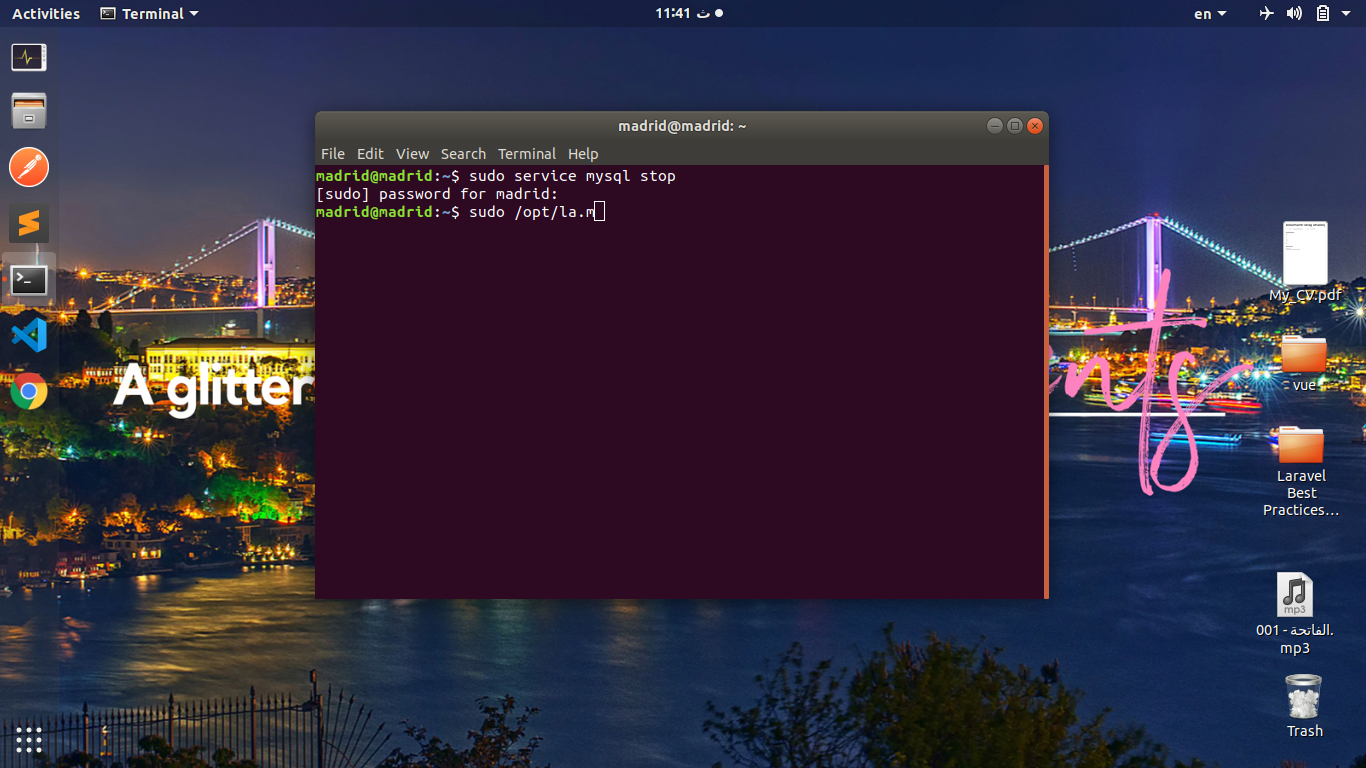 Activities
Terminal
ث 11:41
en
madrid@madrid: ~
File Edit View Search Terminal Help
madrid@madrid:~$ sudo service mysql stop
[sudo] password for madrid:
madrid@madrid:~$ sudo /opt/la.m
A glitter
My_CV.pdf
vue
Laravel
Best
Practices…
001 - الفاتحة.
mp3
mp3
Trash